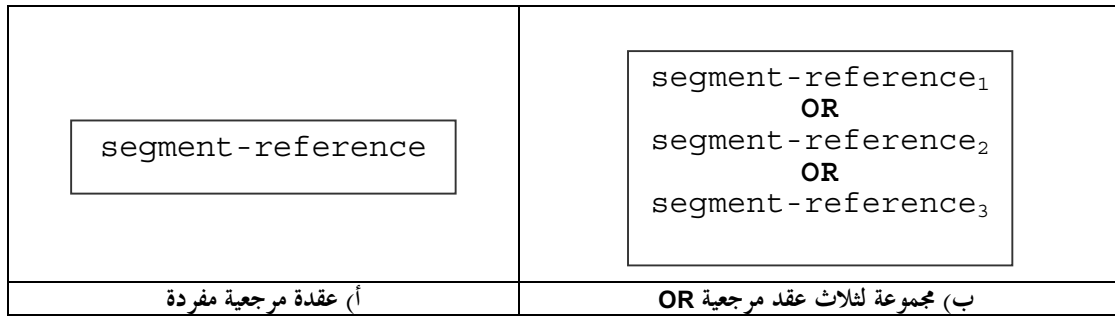 segment-reference
segment-reference₁
OR
segment-reference₂
OR
segment-reference₃
أ) عقدة مرجعية مفردة
ب) مجموعة لثلاث عقد مرجعية OR